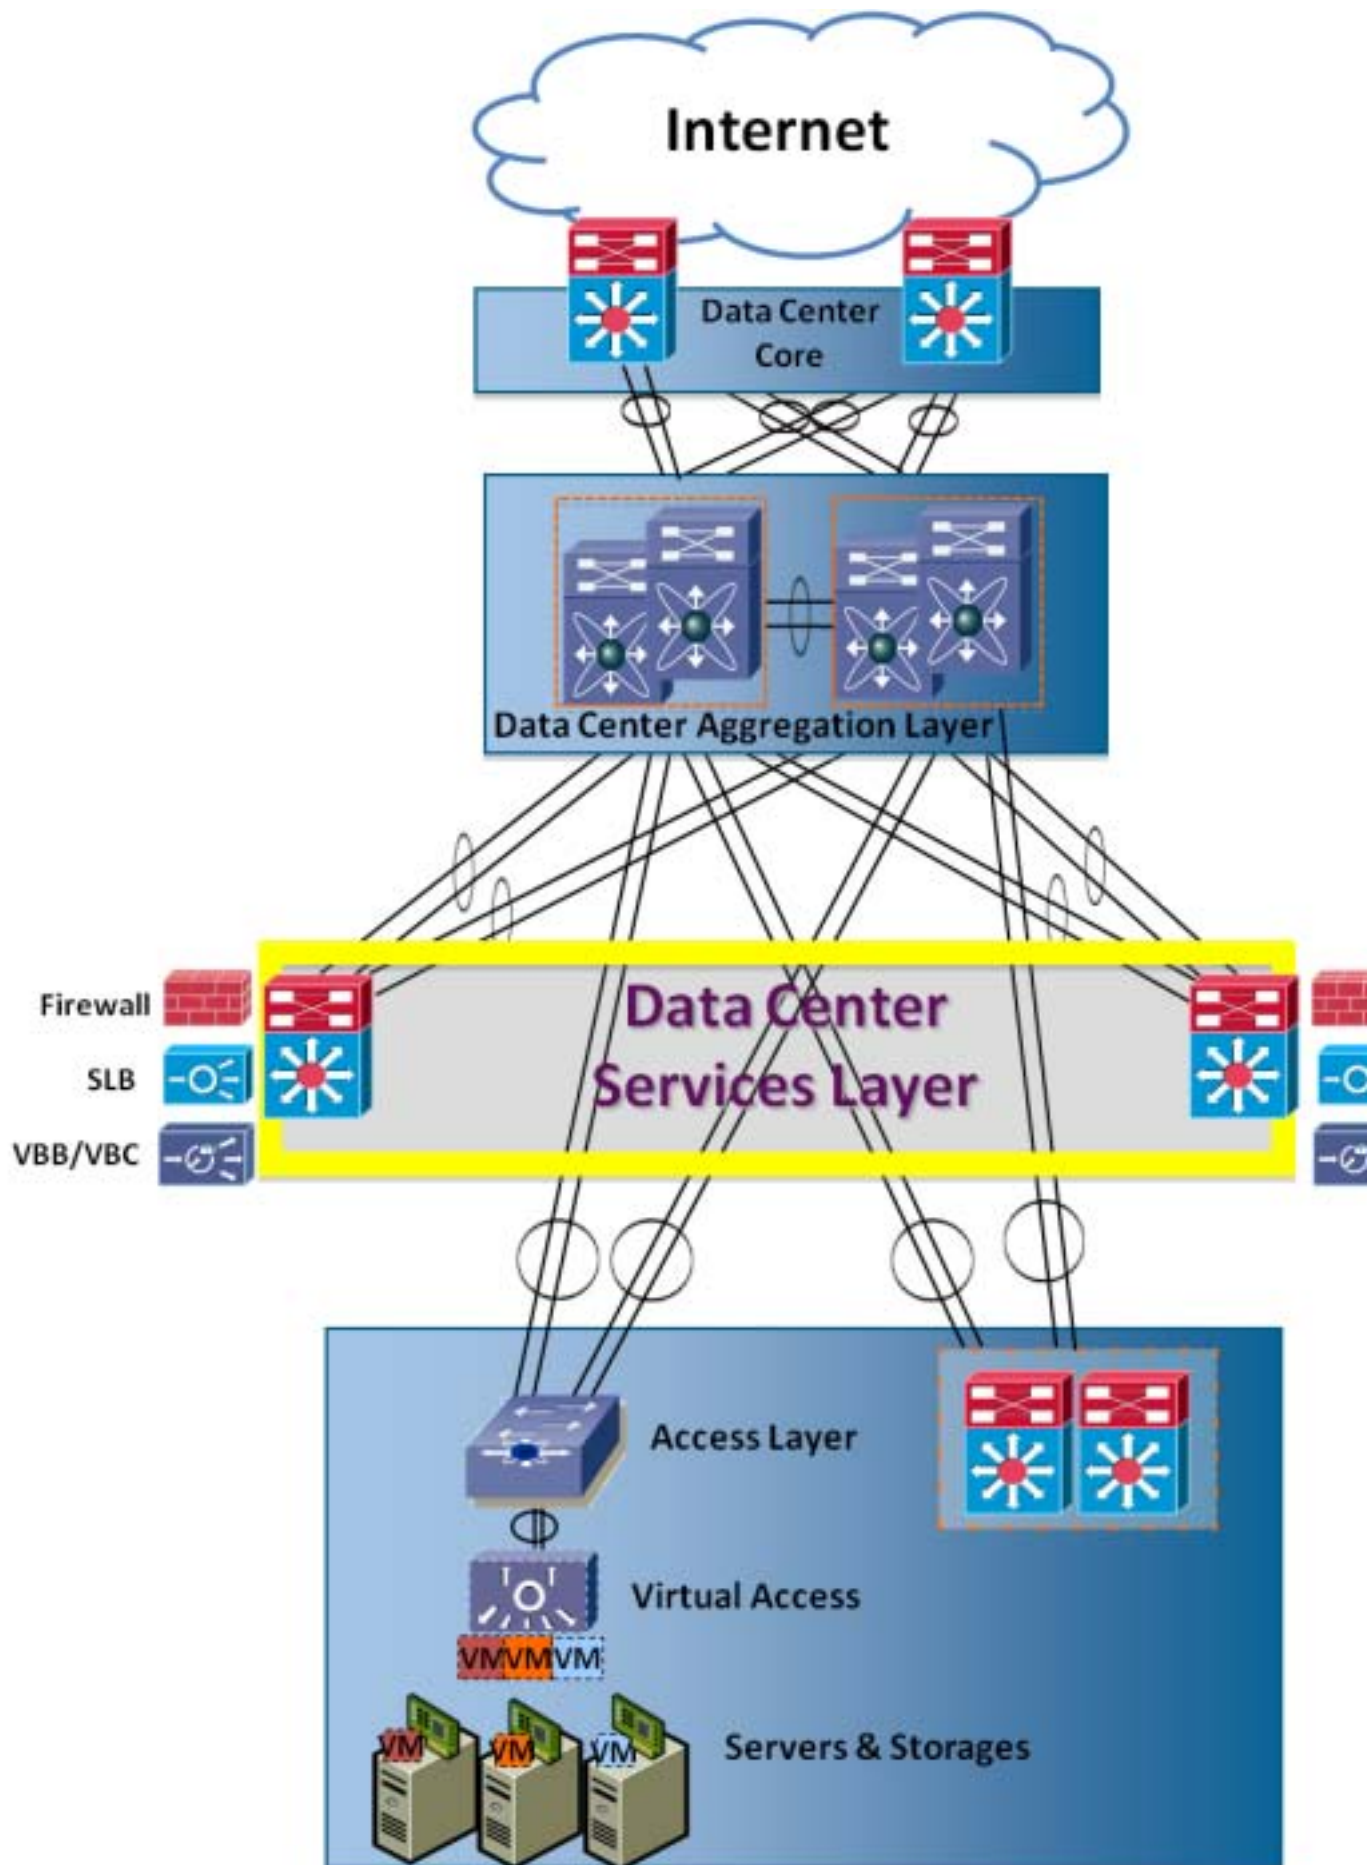 Internet
Data Center
Core
Data Center Aggregation Layer
Firewall
Data Center
SLB
Services Layer
VBB/VBC
Access Layer
Virtual Access
VM VM VM
VM VM VM
Servers & Storages